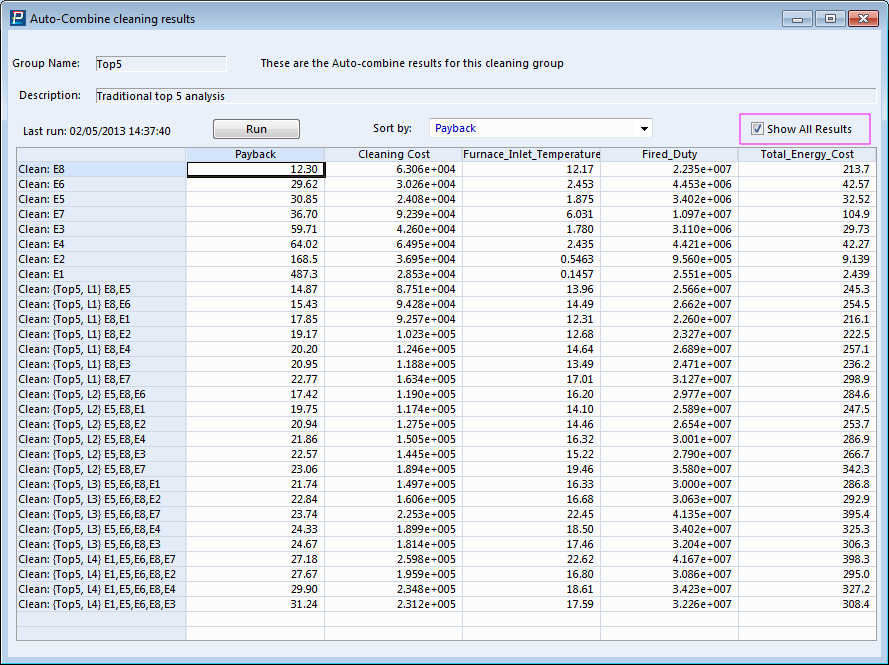 Auto-Combine cleaning results
Group Name: Top5 These are the Auto-combine results for this cleaning group
Description: Traditional top 5 analysis
Last run: 02/05/2013 14:37:40 Run Sort by: Payback Show All Results
Payback Cleaning Cost Furnace_Inlet_Temperature Fired_Duty Total_Energy_Cost
Clean: E8 12.30 6.306e+004 12.17 2.235e+007 213.7
Clean: E6 29.62 3.026e+004 2.453 4.453e+006 42.57
Clean: E5 30.85 2.408e+004 1.875 3.402e+006 32.52
Clean: E7 36.70 9.239e+004 6.031 1.097e+007 104.9
Clean: E3 59.71 4.260e+004 1.780 3.110e+006 29.73
Clean: E4 64.02 6.495e+004 2.435 4.421e+006 42.27
Clean: E2 168.5 3.695e+004 0.5463 9.560e+005 9.139
Clean: E1 487.3 2.853e+004 0.1457 2.551e+005 2.439
Clean: {Top5, L1} E8,E5 14.87 8.751e+004 13.96 2.566e+007 245.3
Clean: {Top5, L1} E8,E6 15.43 9.428e+004 14.49 2.662e+007 254.5
Clean: {Top5, L1} E8,E1 17.85 9.257e+004 12.31 2.260e+007 216.1
Clean: {Top5, L1} E8,E2 19.17 1.023e+005 12.68 2.327e+007 222.5
Clean: {Top5, L1} E8,E4 20.20 1.246e+005 14.64 2.689e+007 257.1
Clean: {Top5, L1} E8,E3 20.95 1.188e+005 13.49 2.471e+007 236.2
Clean: {Top5, L1} E8,E7 22.77 1.634e+005 17.01 3.127e+007 298.9
Clean: {Top5, L2} E5,E8,E6 17.42 1.190e+005 16.20 2.977e+007 284.6
Clean: {Top5, L2} E5,E8,E1 19.75 1.174e+005 14.10 2.589e+007 247.5
Clean: {Top5, L2} E5,E8,E2 20.94 1.275e+005 14.46 2.654e+007 253.7
Clean: {Top5, L2} E5,E8,E4 21.86 1.505e+005 16.32 3.001e+007 286.9
Clean: {Top5, L2} E5,E8,E3 22.57 1.445e+005 15.22 2.790e+007 266.7
Clean: {Top5, L2} E5,E8,E7 23.06 1.894e+005 19.46 3.580e+007 342.3
Clean: {Top5, L3} E5,E6,E8,E1 21.74 1.497e+005 16.33 3.000e+007 286.8
Clean: {Top5, L3} E5,E6,E8,E2 22.84 1.606e+005 16.68 3.063e+007 292.9
Clean: {Top5, L3} E5,E6,E8,E7 23.74 2.253e+005 22.45 4.135e+007 395.4
Clean: {Top5, L3} E5,E6,E8,E4 24.33 1.899e+005 18.50 3.402e+007 325.3
Clean: {Top5, L3} E5,E6,E8,E3 24.67 1.814e+005 17.46 3.204e+007 306.3
Clean: {Top5, L4} E1,E5,E6,E8,E7 27.18 2.598e+005 22.62 4.167e+007 398.3
Clean: {Top5, L4} E1,E5,E6,E8,E2 27.67 1.959e+005 16.80 3.086e+007 295.0
Clean: {Top5, L4} E1,E5,E6,E8,E4 29.90 2.348e+005 18.61 3.423e+007 327.2
Clean: {Top5, L4} E1,E5,E6,E8,E3 31.24 2.312e+005 17.59 3.226e+007 308.4